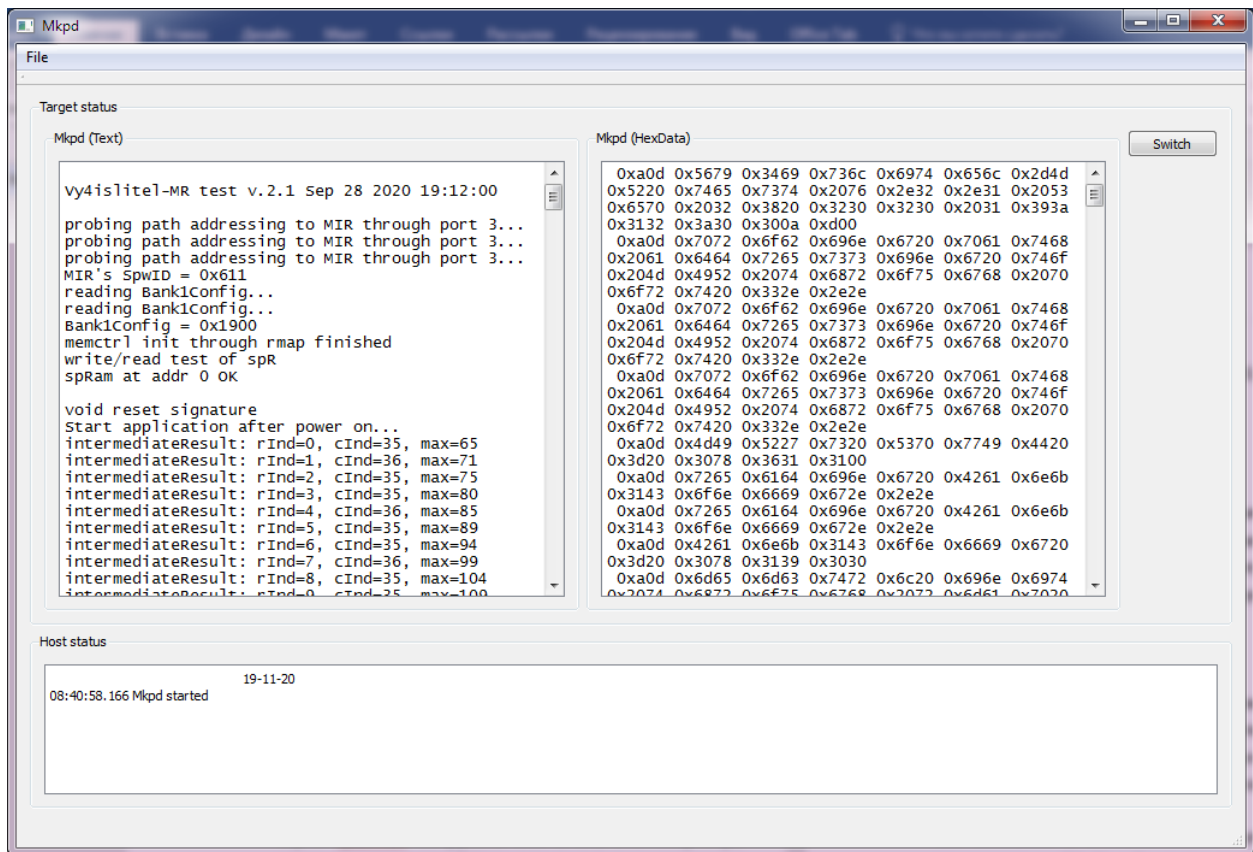 Mkpd
File
Target status
Mkpd (Text)
Vy4islitel-MR test v.2.1 Sep 28 2020 19:12:00
probing path addressing to MIR through port 3...
probing path addressing to MIR through port 3...
probing path addressing to MIR through port 3...
MIR's SpwID = 0x611
reading Bank1Config...
reading Bank1Config...
Bank1Config = 0x1900
memctrl init through rmap finished
write/read test of spR
spRam at addr 0 OK
void reset signature
Start application after power on...
intermediateResult: rInd=0, cInd=35, max=65
intermediateResult: rInd=1, cInd=36, max=71
intermediateResult: rInd=2, cInd=35, max=75
intermediateResult: rInd=3, cInd=35, max=80
intermediateResult: rInd=4, cInd=36, max=85
intermediateResult: rInd=5, cInd=35, max=89
intermediateResult: rInd=6, cInd=35, max=94
intermediateResult: rInd=7, cInd=36, max=99
intermediateResult: rInd=8, cInd=35, max=104
intermediateResult: rInd=9, cInd=35, max=109
Mkpd (HexData)
0xa0d 0x5679 0x3469 0x736c 0x6974 0x656c 0x2d4d
0x5220 0x7465 0x7374 0x2076 0x2e32 0x2e31 0x2053
0x6570 0x2032 0x3820 0x3230 0x3230 0x2031 0x393a
0x3132 0x3a30 0x300a 0xd00
0xa0d 0x7072 0x6f62 0x696e 0x6720 0x7061 0x7468
0x2061 0x6464 0x7265 0x7373 0x696e 0x6720 0x746f
0x204d 0x4952 0x2074 0x6872 0x6f75 0x6768 0x2070
0x6f72 0x7420 0x332e 0x2e2e
0xa0d 0x7072 0x6f62 0x696e 0x6720 0x7061 0x7468
0x2061 0x6464 0x7265 0x7373 0x696e 0x6720 0x746f
0x204d 0x4952 0x2074 0x6872 0x6f75 0x6768 0x2070
0x6f72 0x7420 0x332e 0x2e2e
0xa0d 0x7072 0x6f62 0x696e 0x6720 0x7061 0x7468
0x2061 0x6464 0x7265 0x7373 0x696e 0x6720 0x746f
0x204d 0x4952 0x2074 0x6872 0x6f75 0x6768 0x2070
0x6f72 0x7420 0x332e 0x2e2e
0xa0d 0x4d49 0x5227 0x7320 0x5370 0x7749 0x4420
0x3d20 0x3078 0x3631 0x3100
0xa0d 0x7265 0x6164 0x696e 0x6720 0x4261 0x6e6b
0x3143 0x6f6e 0x6669 0x672e 0x2e2e
0xa0d 0x7265 0x6164 0x696e 0x6720 0x4261 0x6e6b
0x3143 0x6f6e 0x6669 0x672e 0x2e2e
0xa0d 0x4261 0x6e6b 0x3143 0x6f6e 0x6669 0x6720
0x3d20 0x3078 0x3139 0x3030
0xa0d 0x6d65 0x6d63 0x7472 0x6c20 0x696e 0x6974
0x2074 0x6872 0x6f75 0x6768 0x2072 0x6d61 0x7020
Switch
Host status
19-11-20
08:40:58.166 Mkpd started